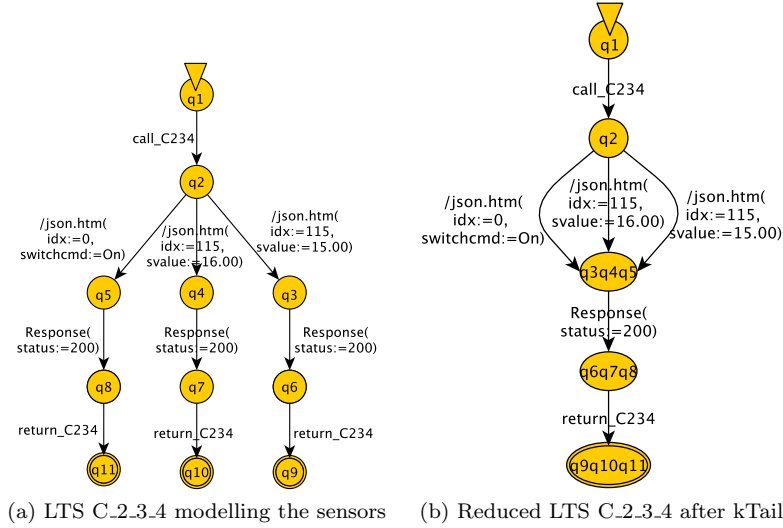 q1
call_C234
q2
/json.htm(
idx:=0,
switchcmd:=On)
/json.htm(
idx:=115,
svalue:=16.00)
/json.htm(
idx:=115,
svalue:=15.00)
q5
q4
q3
Response(
status:=200)
Response(
status:=200)
Response(
status:=200)
q8
q7
q6
return_C234
return_C234
return_C234
q11
q10
q9
(a) LTS C_2_3_4 modelling the sensors
q1
call_C234
q2
/json.htm(
idx:=0,
switchcmd:=On)
/json.htm(
idx:=115,
svalue:=16.00)
/json.htm(
idx:=115,
svalue:=15.00)
q3q4q5
Response(
status:=200)
q6q7q8
return_C234
q9q10q11
(b) Reduced LTS C_2_3_4 after kTail